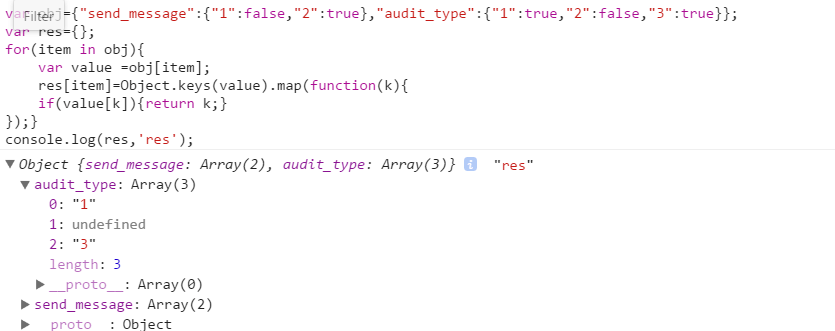 var obj={"send_message":{"1":false,"2":true},"audit_type":{"1":true,"2":false,"3":true}};
Filter
var res={};
for(item in obj){
var value =obj[item];
res[item]=Object.keys(value).map(function(k){
if(value[k]){return k;}
});}
console.log(res,'res');
Object {send_message: Array(2), audit_type: Array(3)} i "res"
audit_type: Array(3)
0: "1"
1: undefined
2: "3"
length: 3
__proto__: Array(0)
send_message: Array(2)
__proto__: Object